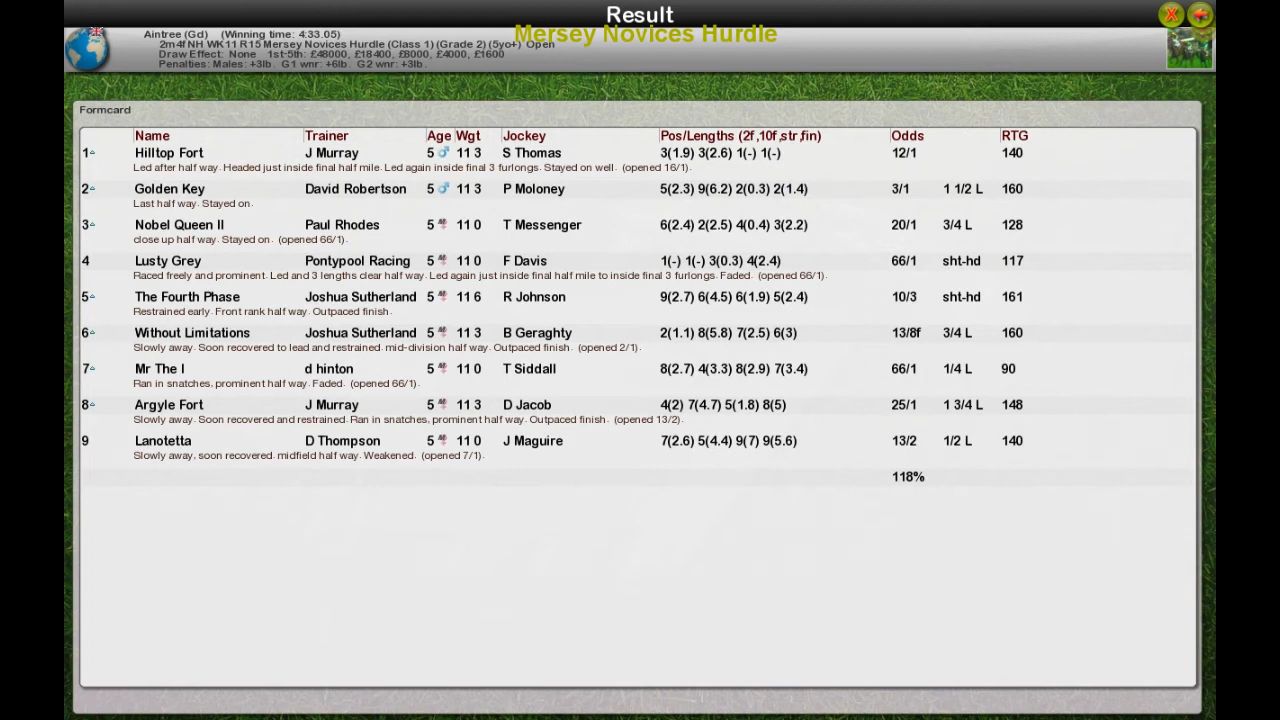 Result
Mersey Novices Hurdle
Aintree (Gd) (Winning time: 4:33.05)
2m4f NH WK11 R15 Mersey Novices Hurdle (Class 1) (Grade 2) (5yo+) Open
Draw Effect: None 1st-5th: £48000, £18400, £8000, £4000, £1600
Penalties: Males: +3lb. G1 wnr: +6lb. G2 wnr: +3lb.
Formcard
Name Trainer Age Wgt Jockey Pos/Lengths (2f,10f,str,fin) Odds RTG
1 Hilltop Fort J Murray 5 11 3 S Thomas 3(1.9) 3(2.6) 1(-) 1(-) 12/1 140
Led after half way. Headed just inside final half mile. Led again inside final 3 furlongs. Stayed on well. (opened 16/1).
2 Golden Key David Robertson 5 11 3 P Moloney 5(2.3) 9(6.2) 2(0.3) 2(1.4) 3/1 1 1/2 L 160
Last half way. Stayed on.
3 Nobel Queen II Paul Rhodes 5 11 0 T Messenger 6(2.4) 2(2.5) 4(0.4) 3(2.2) 20/1 3/4 L 128
close up half way. Stayed on. (opened 66/1).
4 Lusty Grey Pontypool Racing 5 11 0 F Davis 1(-) 1(-) 3(0.3) 4(2.4) 66/1 sht-hd 117
Raced freely and prominent. Led and 3 lengths clear half way. Led again just inside final half mile to inside final 3 furlongs. Faded. (opened 66/1).
5 The Fourth Phase Joshua Sutherland 5 11 6 R Johnson 9(2.7) 6(4.5) 6(1.9) 5(2.4) 10/3 sht-hd 161
Restrained early. Front rank half way. Outpaced finish.
6 Without Limitations Joshua Sutherland 5 11 3 B Geraghty 2(1.1) 8(5.8) 7(2.5) 6(3) 13/8f 3/4 L 160
Slowly away. Soon recovered to lead and restrained. mid-division half way. Outpaced finish. (opened 2/1).
7 Mr The I d hinton 5 11 0 T Siddall 8(2.7) 4(3.3) 8(2.9) 7(3.4) 66/1 1/4 L 90
Ran in snatches, prominent half way. Faded. (opened 66/1).
8 Argyle Fort J Murray 5 11 3 D Jacob 4(2) 7(4.7) 5(1.8) 8(5) 25/1 1 3/4 L 148
Slowly away. Soon recovered and restrained. Ran in snatches, prominent half way. Outpaced finish. (opened 13/2).
9 Lanotetta D Thompson 5 11 0 J Maguire 7(2.6) 5(4.4) 9(7) 9(5.6) 13/2 1/2 L 140
Slowly away, soon recovered. midfield half way. Weakened. (opened 7/1).
118%